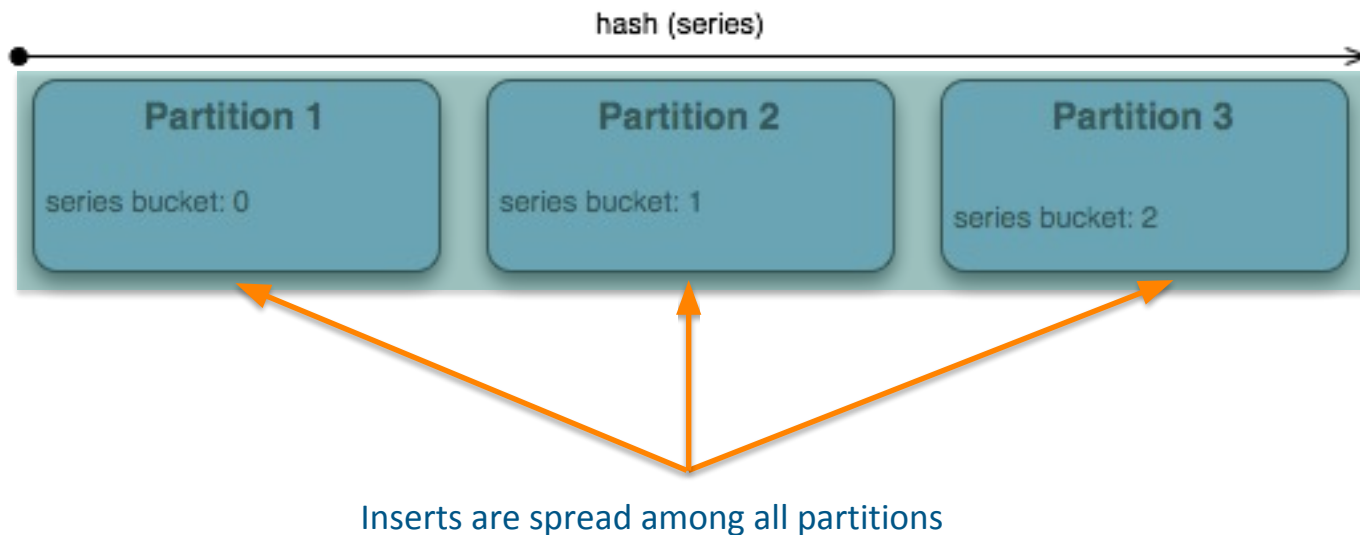 hash (series)
Partition 1
Partition 2
Partition 3
series bucket: 0
series bucket: 1
series bucket: 2
Inserts are spread among all partitions